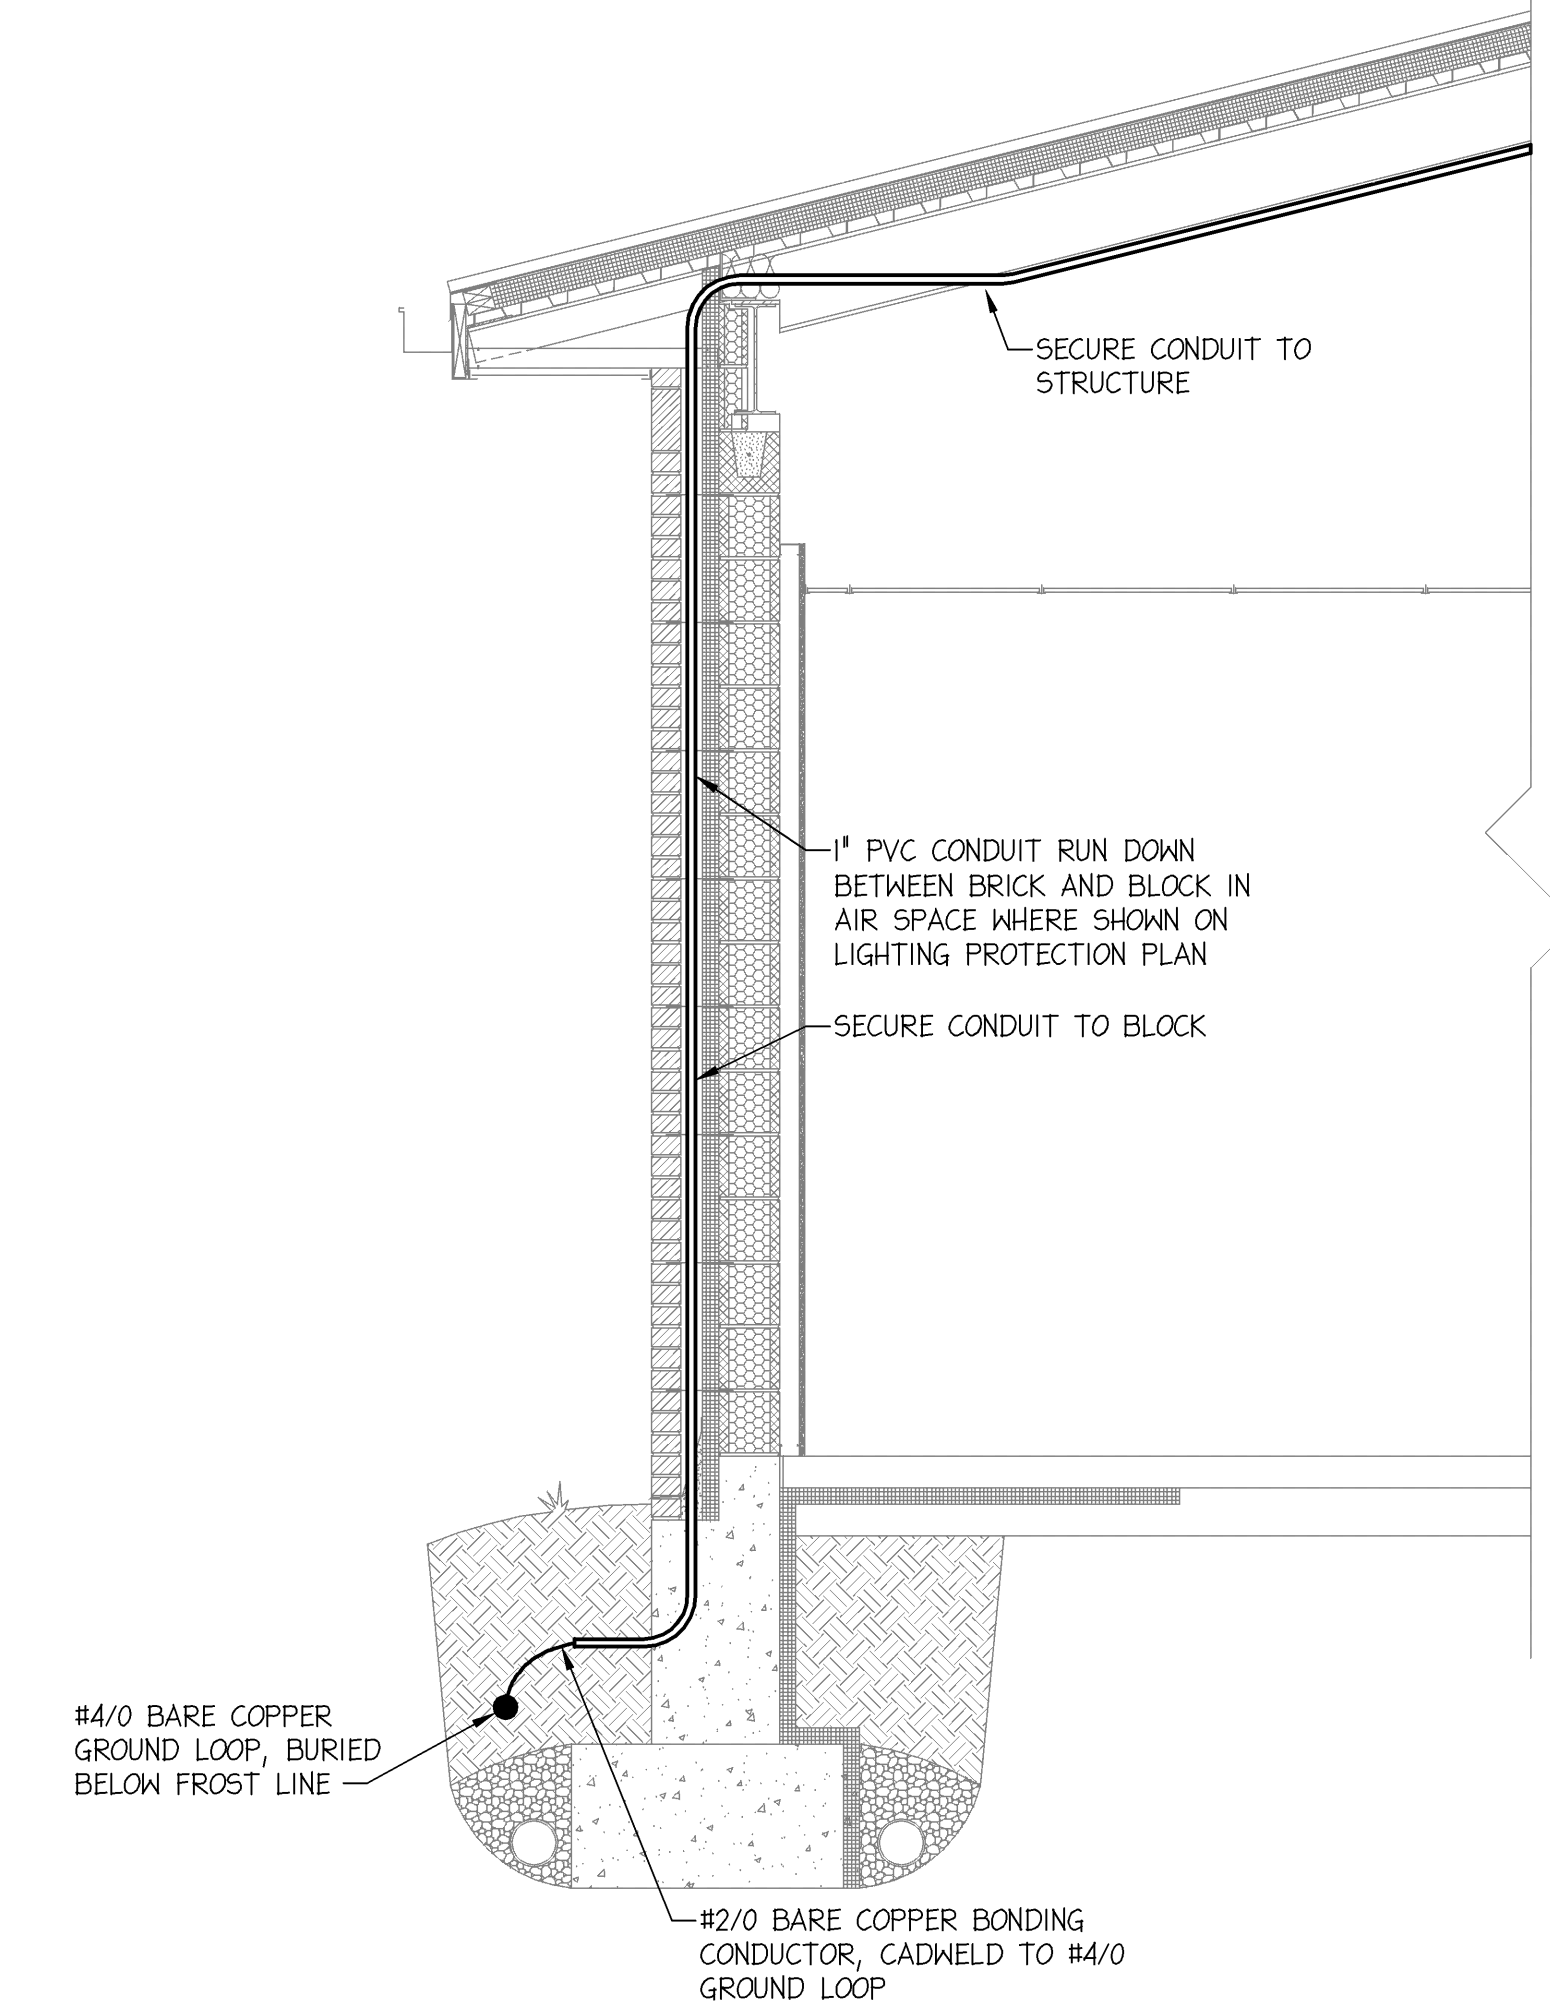 SECURE CONDUIT TO
STRUCTURE
1" PVC CONDUIT RUN DOWN
BETWEEN BRICK AND BLOCK IN
AIR SPACE WHERE SHOWN ON
LIGHTING PROTECTION PLAN
SECURE CONDUIT TO BLOCK
#4/0 BARE COPPER
GROUND LOOP, BURIED
BELOW FROST LINE
#2/0 BARE COPPER BONDING
CONDUCTOR, CADWELD TO #4/0
GROUND LOOP